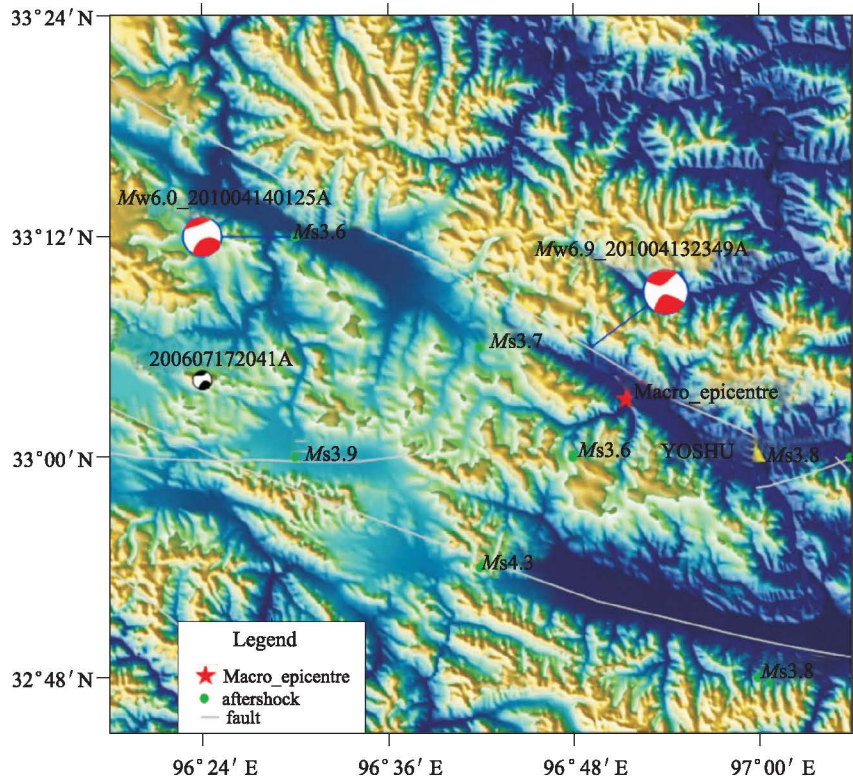 33°24′ N
Mw6.0_201004140125A
33°12′ N
Ms3.6
Mw6.9_201004132349A
Ms3.7
200607172041A
Macro_epicentre
33°00′ N
Ms3.9
Ms3.6
YOSHU
Ms3.8
Ms4.3
Legend
Macro_epicentre
aftershock
fault
32°48′ N
Ms3.8
96°24′ E
96°36′ E
96°48′ E
97°00′ E